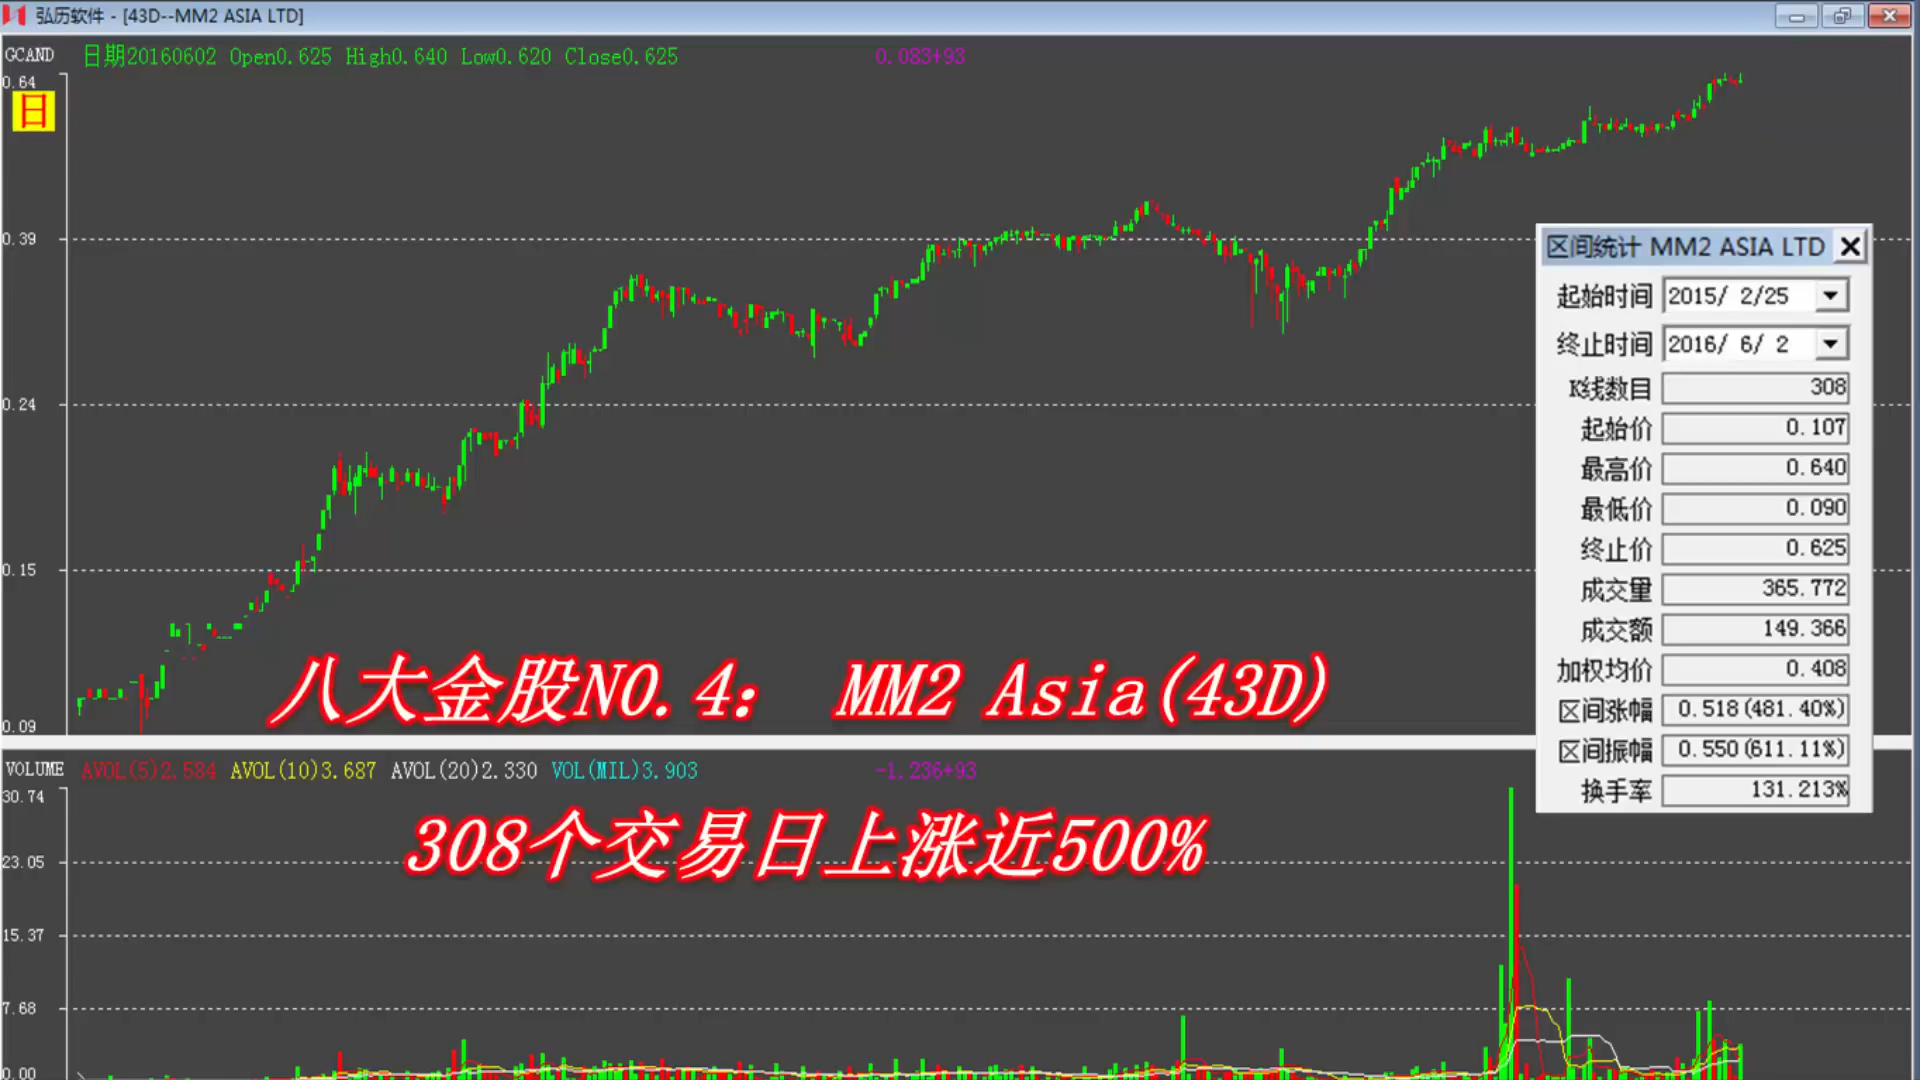 弘历软件 - [43D--MM2 ASIA LTD]
GCAND 日期20160602 Open0.625 High0.640 Low0.620 Close0.625 0.083+93
0.64
日
0.39
0.24
0.15
0.09
区间统计 MM2 ASIA LTD
起始时间 2015/ 2/25
终止时间 2016/ 6/ 2
K线数目 308
起始价 0.107
最高价 0.640
最低价 0.090
终止价 0.625
成交量 365.772
成交额 149.366
加权均价 0.408
区间涨幅 0.518(481.40%)
区间振幅 0.550(611.11%)
换手率 131.213%
八大金股NO.4: MM2 Asia(43D)
VOLUME AVOL(5)2.584 AVOL(10)3.687 AVOL(20)2.330 VOL(MIL)3.903 -1.236+93
30.74
308个交易日上涨近500%
23.05
15.37
7.68
0.00